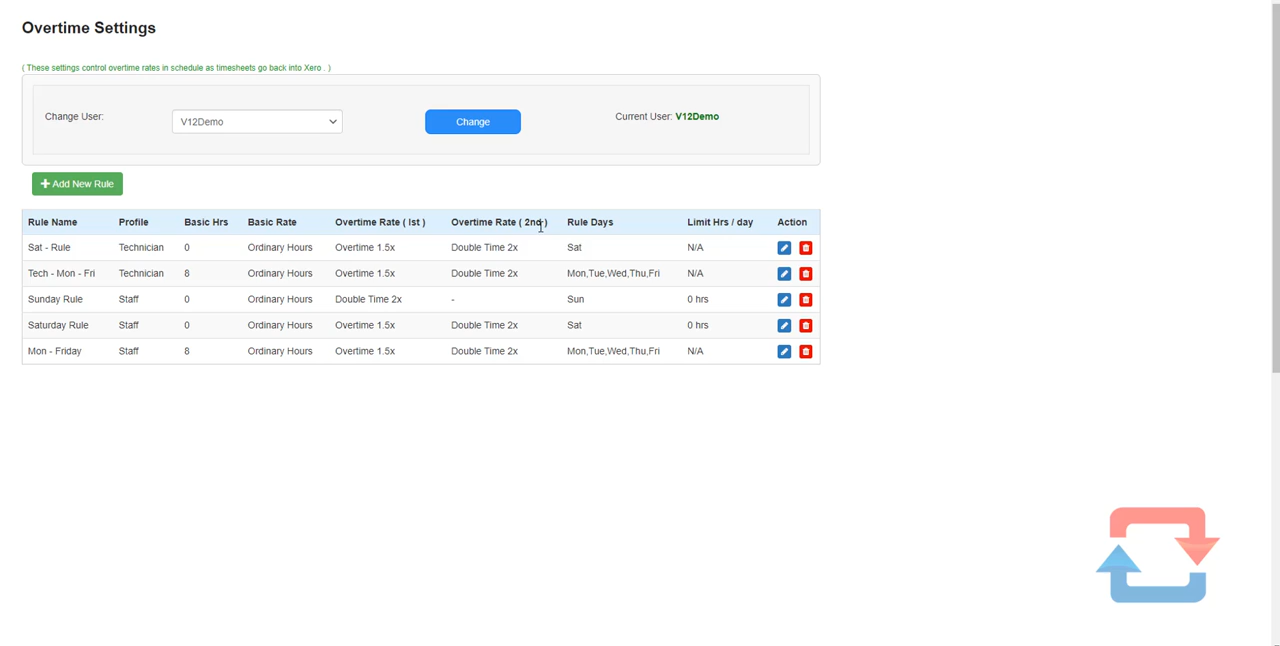 Overtime Settings
( These settings control overtime rates in schedule as timesheets go back into Xero . )
Change User: V12Demo Change Current User: V12Demo
Add New Rule
Rule Name Profile Basic Hrs Basic Rate Overtime Rate ( Ist ) Overtime Rate ( 2nd ) Rule Days Limit Hrs / day Action
Sat - Rule Technician 0 Ordinary Hours Overtime 1.5x Double Time 2x Sat N/A
Tech - Mon - Fri Technician 8 Ordinary Hours Overtime 1.5x Double Time 2x Mon,Tue,Wed,Thu,Fri N/A
Sunday Rule Staff 0 Ordinary Hours Double Time 2x - Sun 0 hrs
Saturday Rule Staff 0 Ordinary Hours Overtime 1.5x Double Time 2x Sat 0 hrs
Mon - Friday Staff 8 Ordinary Hours Overtime 1.5x Double Time 2x Mon,Tue,Wed,Thu,Fri N/A